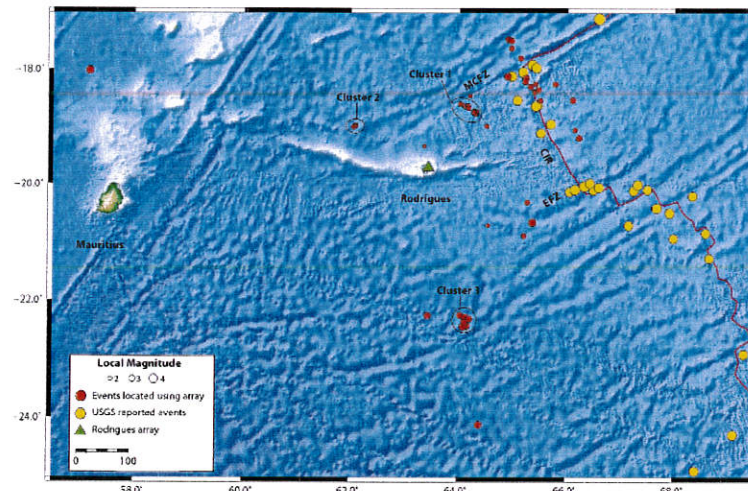 -18.0°
-20.0°
-22.0°
-24.0°
Cluster 1
MCFZ
Cluster 2
CIR
Rodrigues
EFZ
Mauritius
Cluster 3
Local Magnitude
2 3 4
Events located using array
USGS reported events
Rodrigues array
0 100
58.0°
60.0°
62.0°
64.0°
66.0°
68.0°